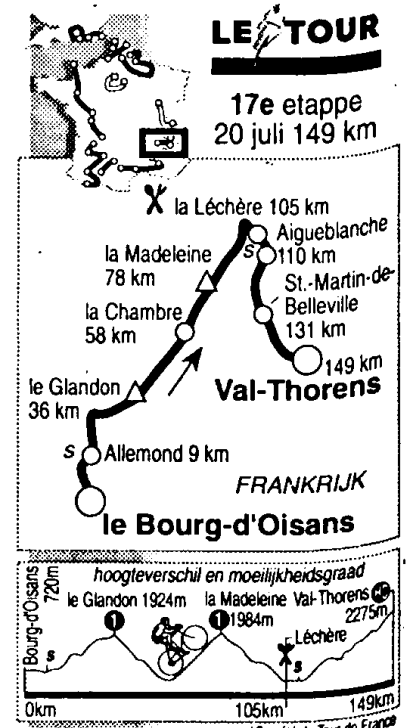 LE TOUR
17e etappe
20 juli 149 km
la Léchère 105 km
Aigueblanche
110 km
S
la Madeleine
78 km
St.-Martin-de-
Belleville
131 km
la Chambre
58 km
149 km
Val-Thorens
le Glandon
36 km
S
Allemond 9 km
FRANKRIJK
le Bourg-d'Oisans
hoogteverschil en moeilijkheidsgraad
Bourg-d'Oisans
720m
le Glandon 1924m
la Madeleine
1984m
Val-Thorens
2275m
1
1
Léchère
s
s
0km
105km
149km
Tour de France